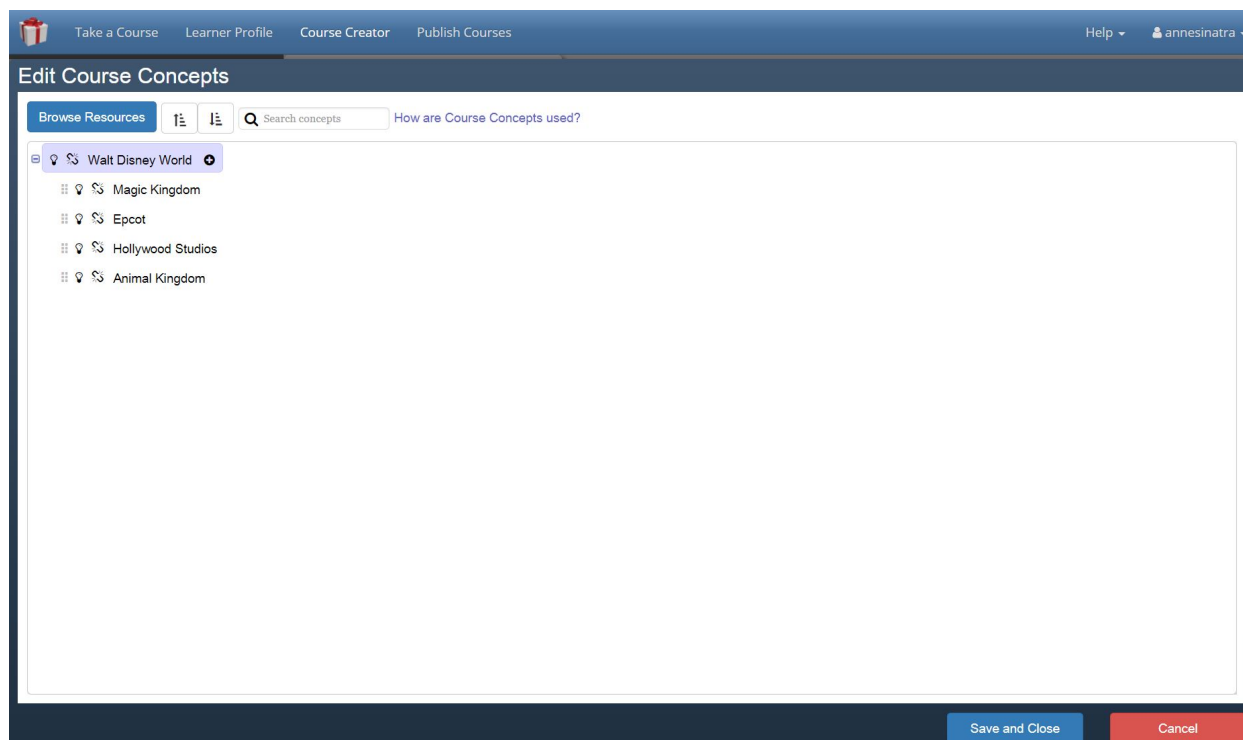 Take a Course Learner Profile Course Creator Publish Courses Help annesinatra
Edit Course Concepts
Browse Resources Search concepts How are Course Concepts used?
Walt Disney World
Magic Kingdom
Epcot
Hollywood Studios
Animal Kingdom
Save and Close Cancel